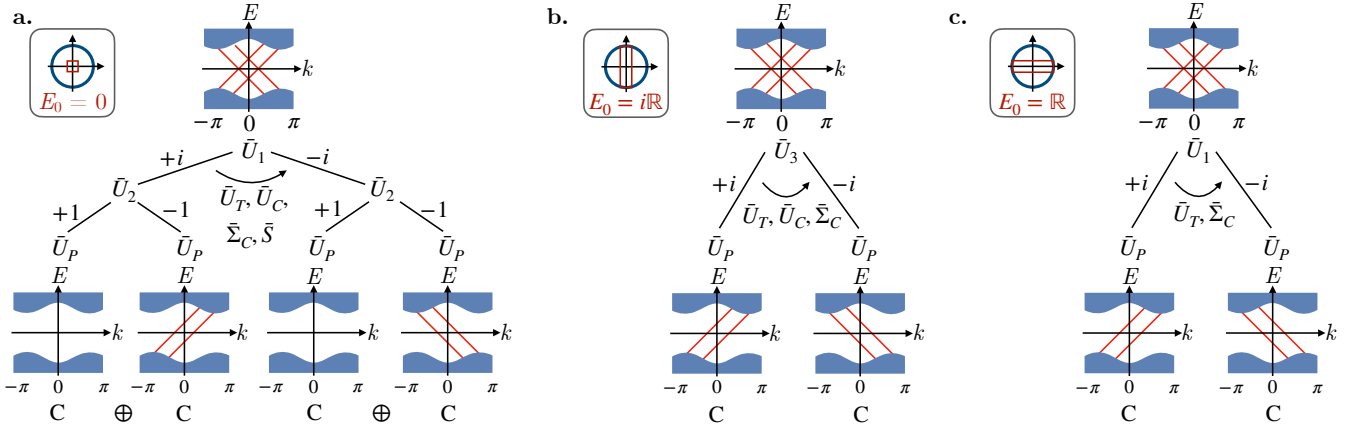 a.
E
k
E₀ = 0
−π 0 π
Ū₁
+i −i
Ū₂ Ū₂
Ū_T, Ū_C,
Σ̄_C, S̄
+1 −1 +1 −1
Ū_P Ū_P Ū_P Ū_P
E E E E
k k k k
−π 0 π −π 0 π −π 0 π −π 0 π
C ⊕ C C ⊕ C
b.
E
k
E₀ = iℝ
−π 0 π
Ū₃
+i −i
Ū_T, Ū_C, Σ̄_C
Ū_P Ū_P
E E
k k
−π 0 π −π 0 π
C C
c.
E
k
E₀ = ℝ
−π 0 π
Ū₁
+i −i
Ū_T, Σ̄_C
Ū_P Ū_P
E E
k k
−π 0 π −π 0 π
C C